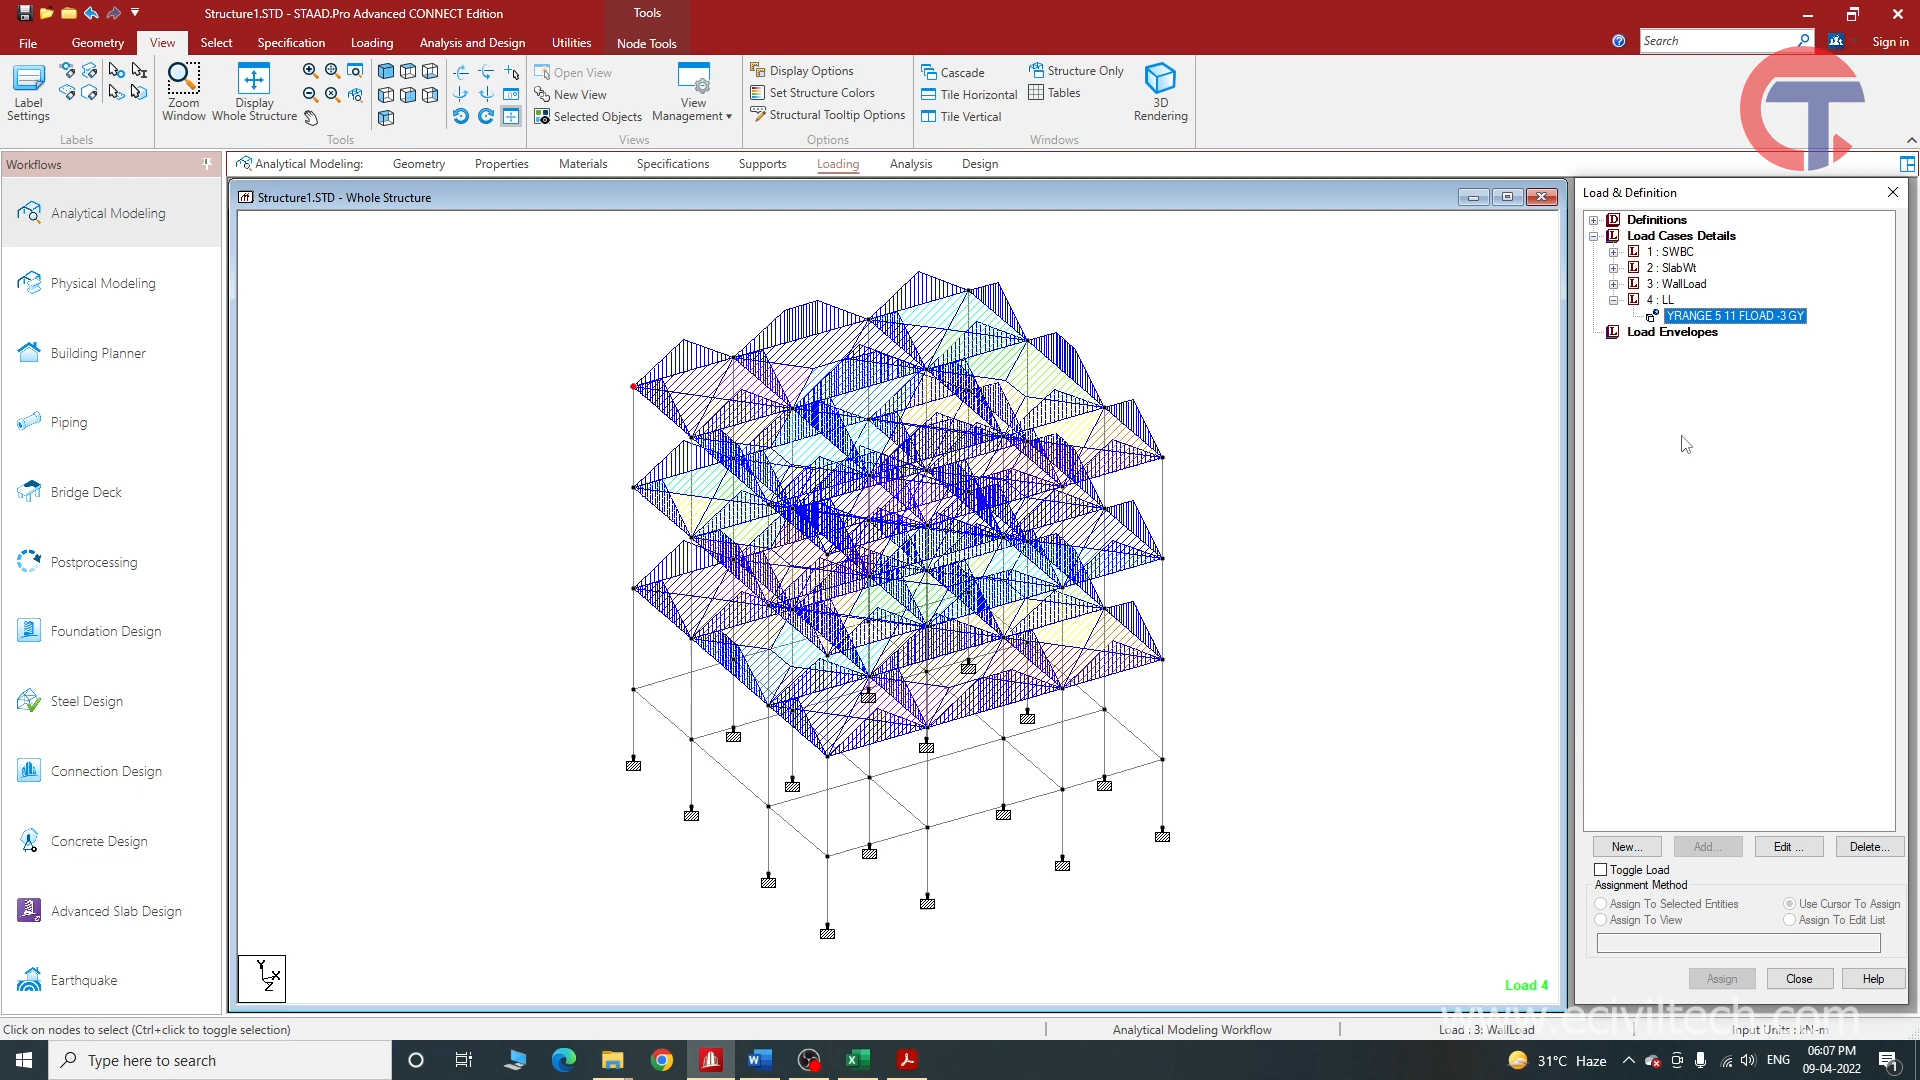 Structure1.STD - STAAD.Pro Advanced CONNECT Edition
Tools
File
Geometry
View
Select
Specification
Loading
Analysis and Design
Utilities
Node Tools
Search
Sign in
Label Settings
Zoom Window
Display Whole Structure
Open View
New View
Selected Objects
View Management
Display Options
Set Structure Colors
Structural Tooltip Options
Cascade
Tile Horizontal
Tile Vertical
Structure Only
Tables
3D Rendering
Labels
Tools
Views
Options
Windows
CT
Workflows
Analytical Modeling:
Geometry
Properties
Materials
Specifications
Supports
Loading
Analysis
Design
Analytical Modeling
Physical Modeling
Building Planner
Piping
Bridge Deck
Postprocessing
Foundation Design
Steel Design
Connection Design
Concrete Design
Advanced Slab Design
Earthquake
Structure1.STD - Whole Structure
Y
X
Z
Load 4
Load & Definition
D Definitions
L Load Cases Details
L 1 : SWBC
L 2 : SlabWt
L 3 : WallLoad
L 4 : LL
YRANGE 5 11 FLOAD -3 GY
L Load Envelopes
New...
Add...
Edit ...
Delete...
Toggle Load
Assignment Method
Assign To Selected Entities
Use Cursor To Assign
Assign To View
Assign To Edit List
Assign
Close
Help
www.eciviltech.com
Click on nodes to select (Ctrl+click to toggle selection)
Analytical Modeling Workflow
Load : 3: WallLoad
Input Units : kN-m
Type here to search
31°C Haze
ENG
06:07 PM
09-04-2022
1